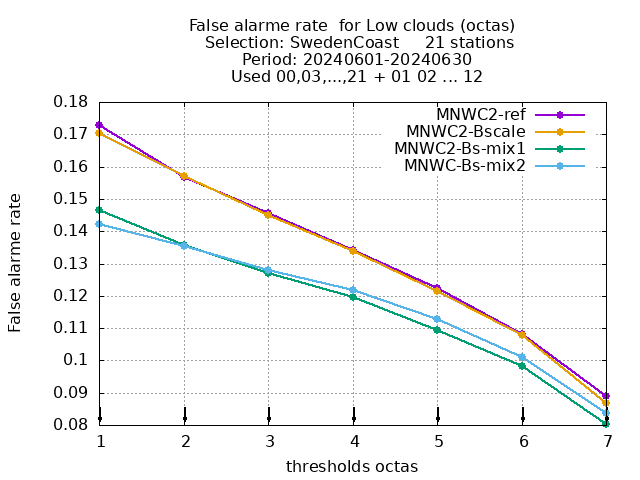 False alarme rate  for Low clouds (octas)
Selection: SwedenCoast     21 stations
Period: 20240601-20240630
Used 00,03,...,21 + 01 02 ... 12
MNWC2-ref
MNWC2-Bscale
MNWC2-Bs-mix1
MNWC-Bs-mix2
False alarme rate
0.18
0.17
0.16
0.15
0.14
0.13
0.12
0.11
0.1
0.09
0.08
1 2 3 4 5 6 7
thresholds octas